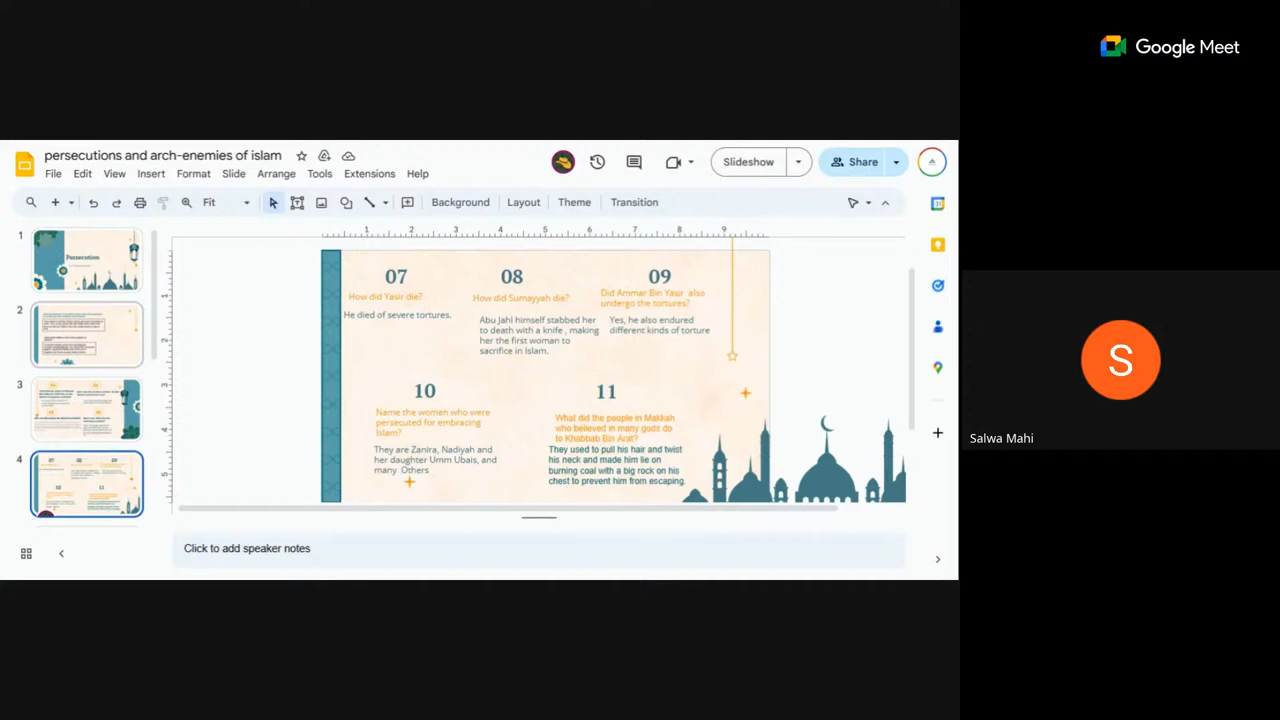 Google Meet
persecutions and arch-enemies of islam
File Edit View Insert Format Slide Arrange Tools Extensions Help
Slideshow
Share
Fit
Background Layout Theme Transition
1 2 3 4 5 6 7 8 9
1
Persecution
2
3
4
07
How did Yasir die?
He died of severe tortures.
08
How did Sumayyah die?
Abu Jahl himself stabbed her
to death with a knife , making
her the first woman to
sacrifice in Islam.
09
Did Ammar Bin Yasir also
undergo the tortures?
Yes, he also endured
different kinds of torture
10
Name the women who were
persecuted for embracing
Islam?
They are Zanira, Nadiyah and
her daughter Umm Ubais, and
many Others
11
What did the people in Makkah
who believed in many gods do
to Khabbab Bin Arat?
They used to pull his hair and twist
his neck and made him lie on
burning coal with a big rock on his
chest to prevent him from escaping.
Click to add speaker notes
S
Salwa Mahi